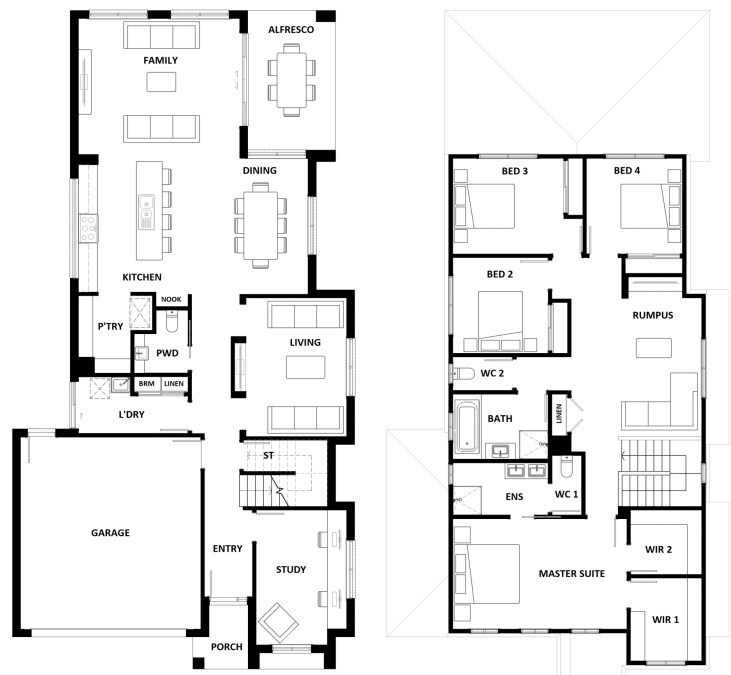 ALFRESCO
FAMILY
DINING
KITCHEN
NOOK
P'TRY
PWD
LIVING
BRM
LINEN
L'DRY
ST
GARAGE
ENTRY
STUDY
PORCH
BED 3
BED 4
BED 2
RUMPUS
WC 2
BATH
LINEN
ENS
WC 1
MASTER SUITE
WIR 2
WIR 1